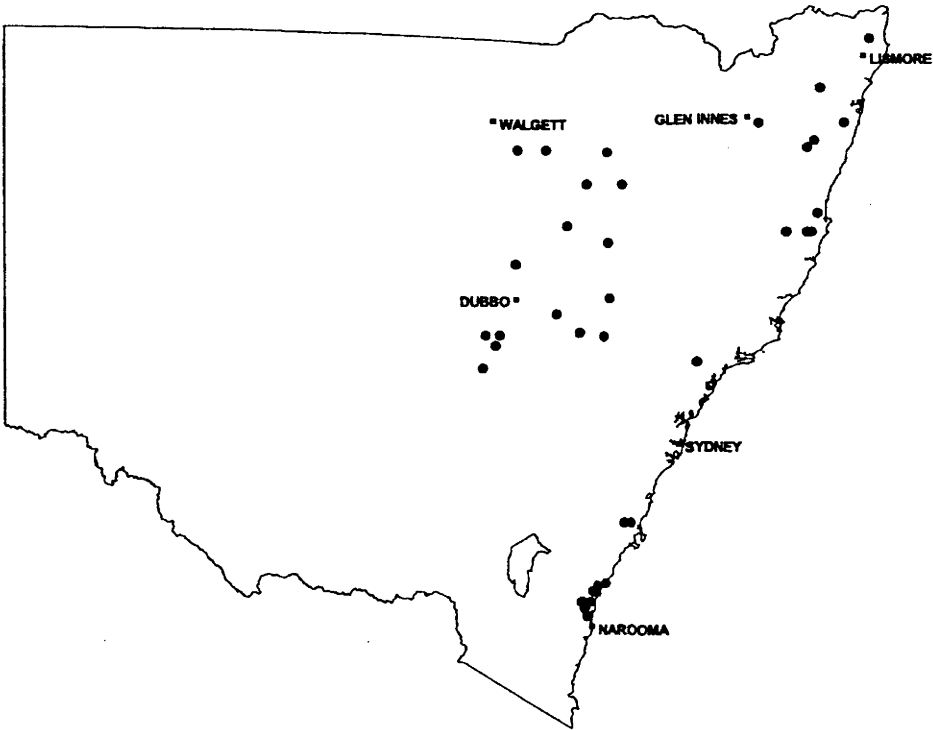 LISMORE
GLEN INNES
WALGETT
DUBBO
SYDNEY
NAROOMA